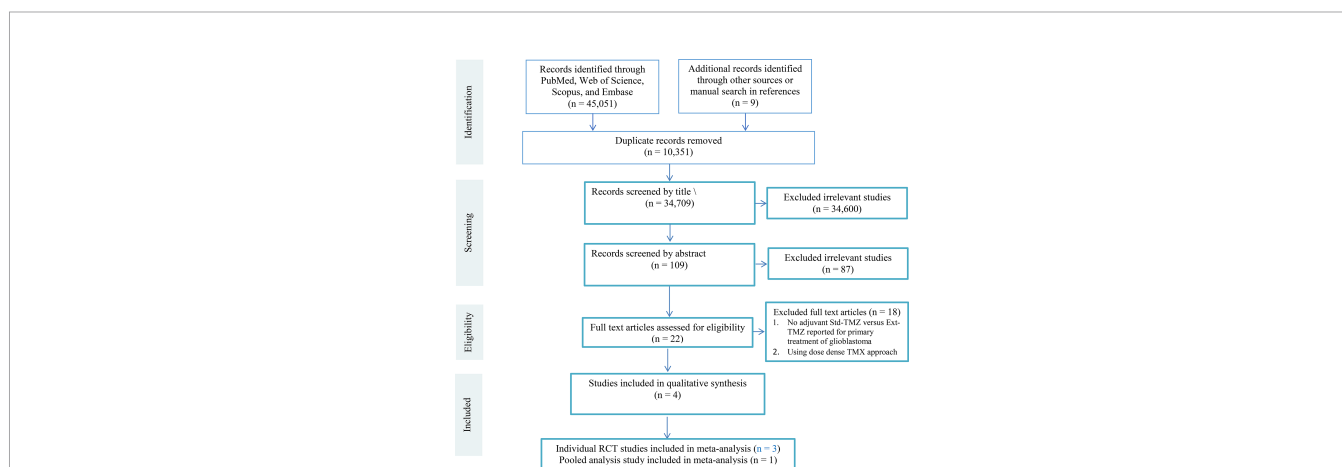 Identification
Records identified through
PubMed, Web of Science,
Scopus, and Embase
(n = 45,051)
Additional records identified
through other sources or
manual search in references
(n = 9)
Duplicate records removed
(n = 10,351)
Screening
Records screened by title \
(n = 34,709)
Excluded irrelevant studies
(n = 34,600)
Records screened by abstract
(n = 109)
Excluded irrelevant studies
(n = 87)
Eligibility
Full text articles assessed for eligibility
(n = 22)
Excluded full text articles (n = 18)
1. No adjuvant Std-TMZ versus Ext-
TMZ reported for primary
treatment of glioblastoma
2. Using dose dense TMX approach
Included
Studies included in qualitative synthesis
(n = 4)
Individual RCT studies included in meta-analysis (n = 3)
Pooled analysis study included in meta-analysis (n = 1)